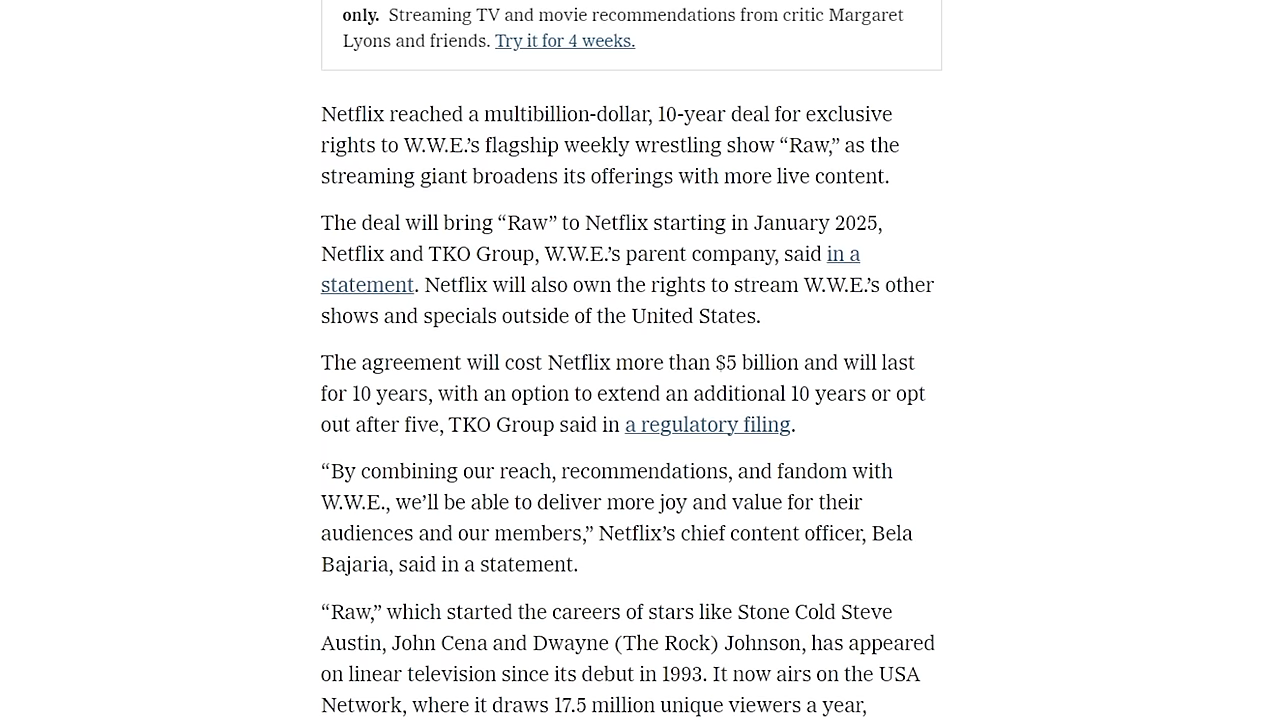 only. Streaming TV and movie recommendations from critic Margaret
Lyons and friends. Try it for 4 weeks.
Netflix reached a multibillion-dollar, 10-year deal for exclusive
rights to W.W.E.’s flagship weekly wrestling show “Raw,” as the
streaming giant broadens its offerings with more live content.
The deal will bring “Raw” to Netflix starting in January 2025,
Netflix and TKO Group, W.W.E.’s parent company, said in a
statement. Netflix will also own the rights to stream W.W.E.’s other
shows and specials outside of the United States.
The agreement will cost Netflix more than $5 billion and will last
for 10 years, with an option to extend an additional 10 years or opt
out after five, TKO Group said in a regulatory filing.
“By combining our reach, recommendations, and fandom with
W.W.E., we’ll be able to deliver more joy and value for their
audiences and our members,” Netflix’s chief content officer, Bela
Bajaria, said in a statement.
“Raw,” which started the careers of stars like Stone Cold Steve
Austin, John Cena and Dwayne (The Rock) Johnson, has appeared
on linear television since its debut in 1993. It now airs on the USA
Network, where it draws 17.5 million unique viewers a year,